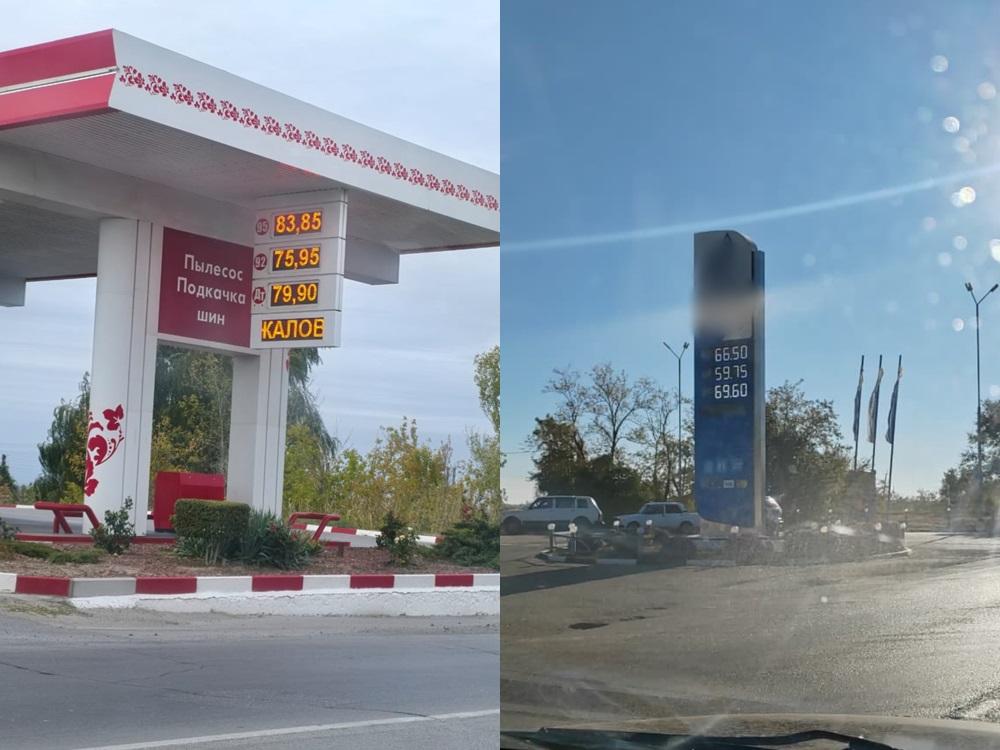 Пылесос
Подкачка
шин
95 83,85
92 75,95
Дт 79,90
КАЛОВ
66.50
59.75
69.60